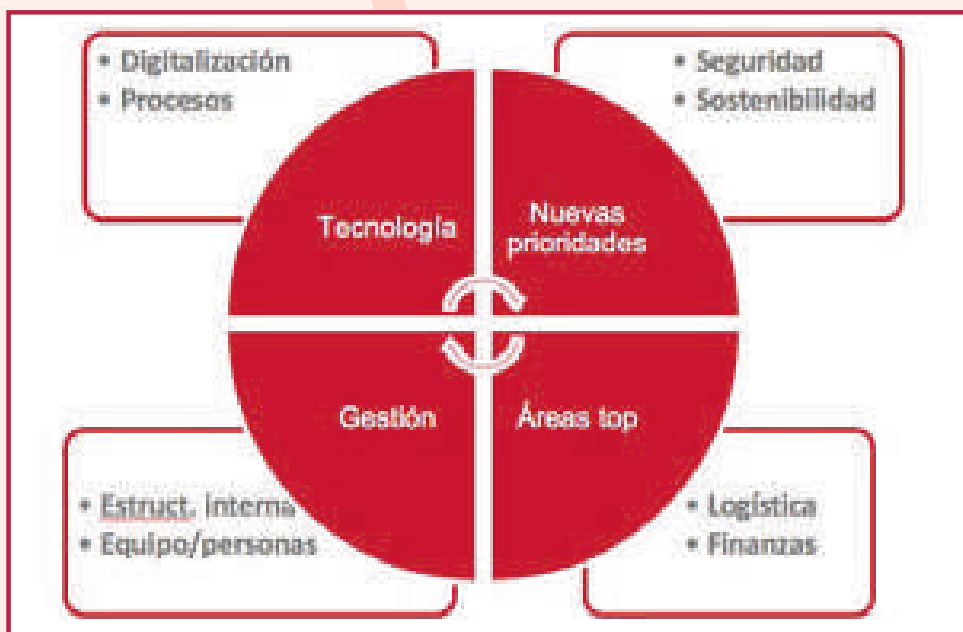 • Digitalización
• Procesos
• Seguridad
• Sostenibilidad
Tecnología
Nuevas
prioridades
Gestión
Áreas top
• Estruct. interna
• Equipo/personas
• Logística
• Finanzas